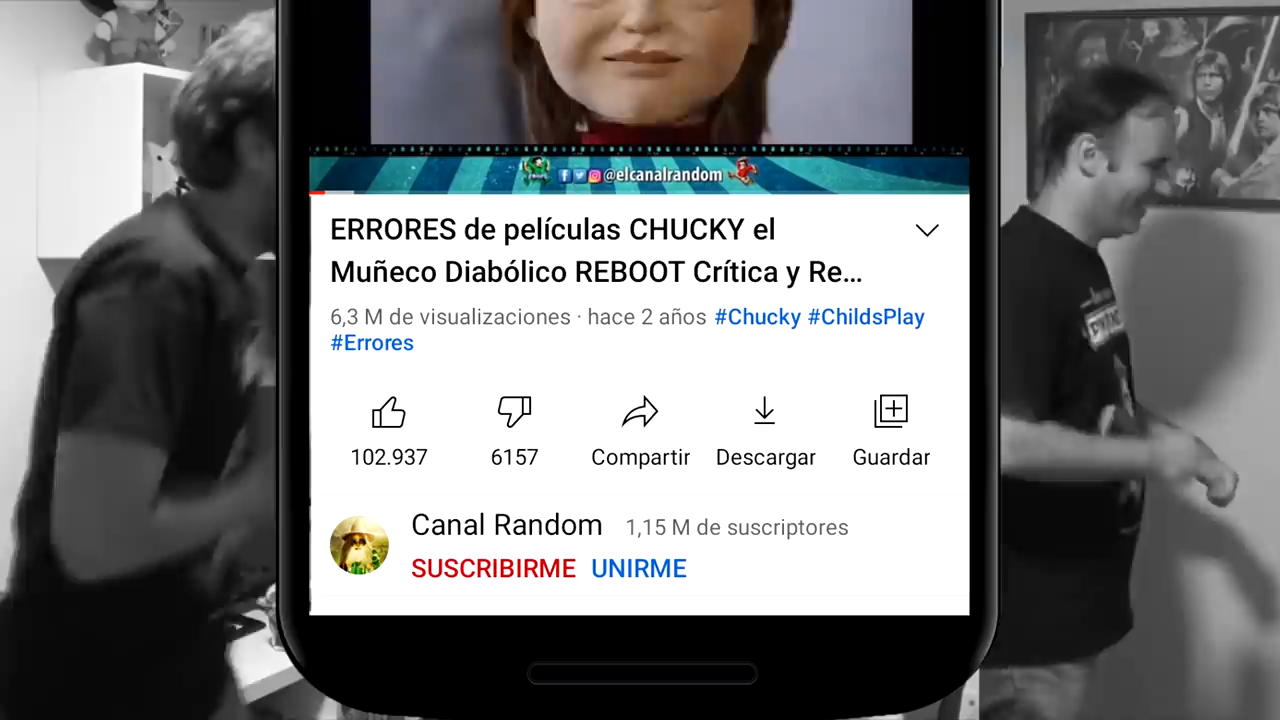 @elcanalrandom
ERRORES de películas CHUCKY el
Muñeco Diabólico REBOOT Crítica y Re...
6,3 M de visualizaciones · hace 2 años #Chucky #ChildsPlay
#Errores
102.937
6157
Compartir
Descargar
Guardar
Canal Random
1,15 M de suscriptores
SUSCRIBIRME
UNIRME